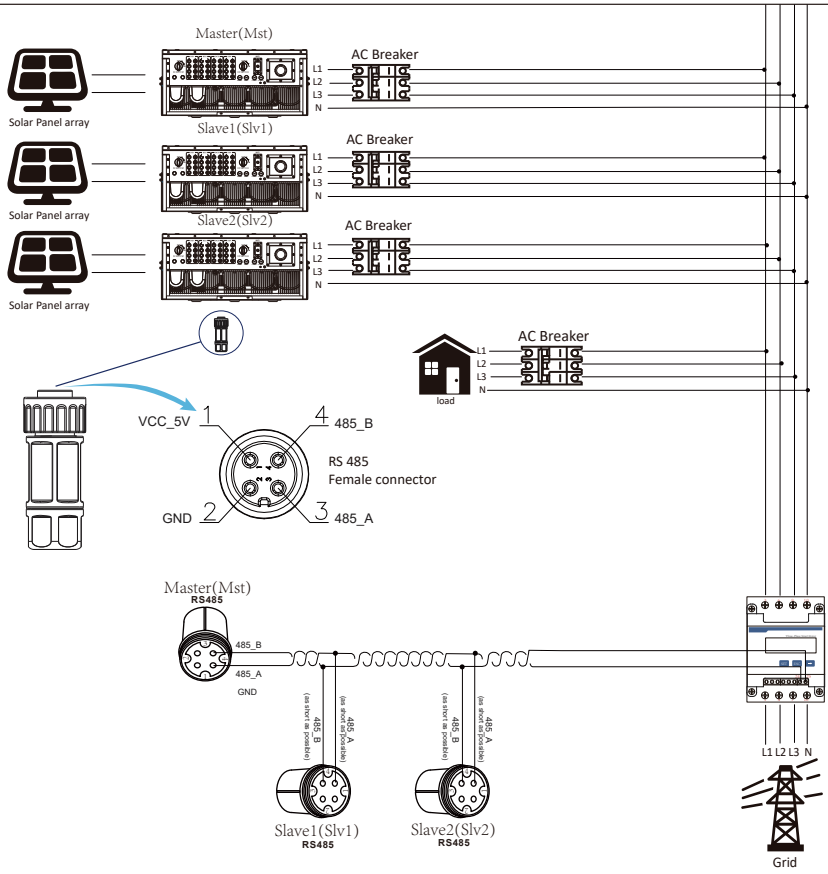 Master(Mst)
AC Breaker
L1
L2
L3
N
Solar Panel array
Slave1(Slv1)
AC Breaker
L1
L2
L3
N
Solar Panel array
Slave2(Slv2)
AC Breaker
L1
L2
L3
N
Solar Panel array
AC Breaker
L1
L2
L3
N
load
VCC_5V 1
4 485_B
RS 485
Female connector
GND 2
3 485_A
1 4
2 3
Master(Mst)
RS485
485_B
485_A
GND
485_A
(as short as possible)
485_B
(as short as possible)
485_A
(as short as possible)
485_B
(as short as possible)
Slave1(Slv1)
RS485
Slave2(Slv2)
RS485
L1 L2 L3 N
Grid